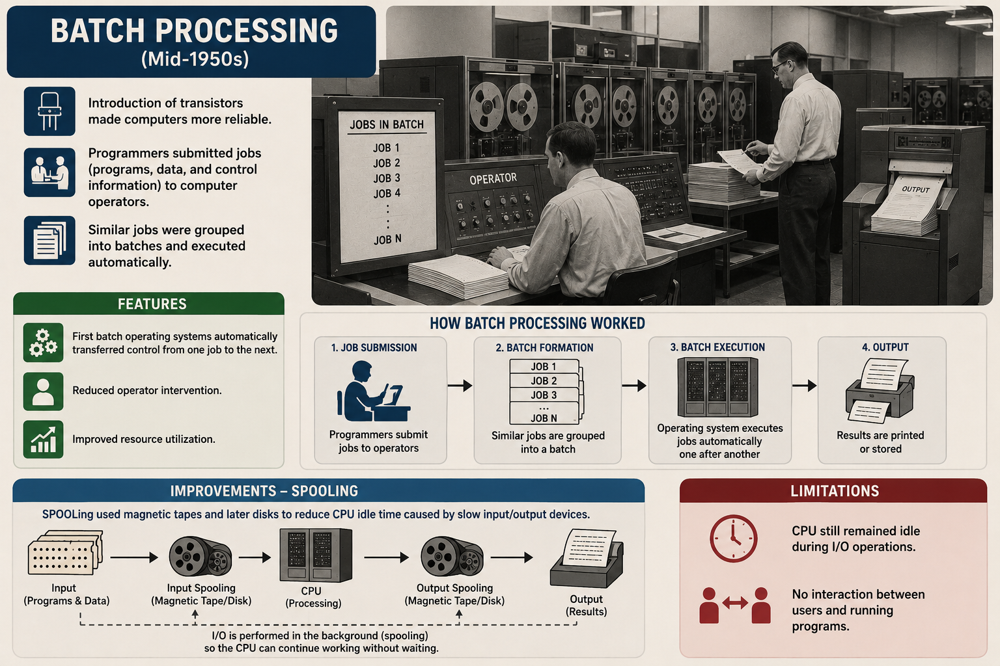 BATCH PROCESSING
(Mid-1950s)
Introduction of transistors
made computers more reliable.
Programmers submitted jobs
(programs, data, and control
information) to computer
operators.
Similar jobs were grouped
into batches and executed
automatically.
JOBS IN BATCH
JOB 1
JOB 2
JOB 3
JOB 4
JOB N
OPERATOR
OUTPUT
FEATURES
First batch operating systems automatically
transferred control from one job to the next.
Reduced operator intervention.
Improved resource utilization.
HOW BATCH PROCESSING WORKED
1. JOB SUBMISSION
Programmers submit
jobs to operators
2. BATCH FORMATION
JOB 1
JOB 2
JOB 3
...
JOB N
Similar jobs are grouped
into a batch
3. BATCH EXECUTION
Operating system executes
jobs automatically
one after another
4. OUTPUT
Results are printed
or stored
IMPROVEMENTS – SPOOLING
SPOOLing used magnetic tapes and later disks to reduce CPU idle time caused by slow input/output devices.
Input
(Programs & Data)
Input Spooling
(Magnetic Tape/Disk)
CPU
(Processing)
Output Spooling
(Magnetic Tape/Disk)
Output
(Results)
I/O is performed in the background (spooling)
so the CPU can continue working without waiting.
LIMITATIONS
CPU still remained idle
during I/O operations.
No interaction between
users and running
programs.